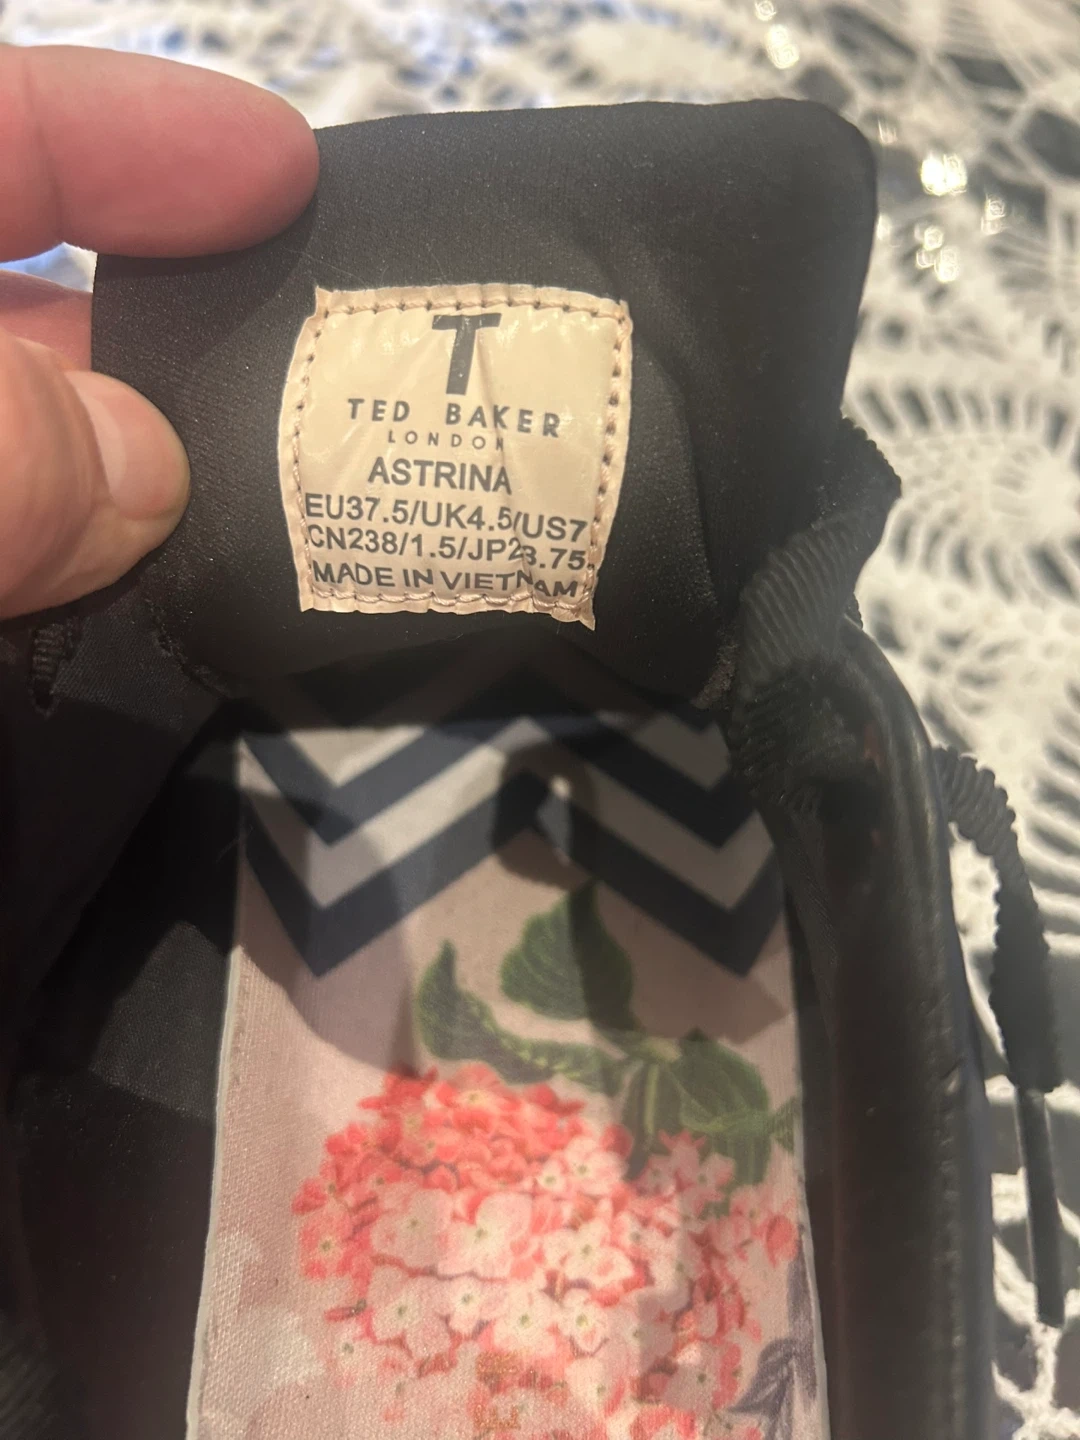 T
TED BAKER
LONDON
ASTRINA
EU37.5/UK4.5/US7
CN238/1.5/JP23.75
MADE IN VIETNAM